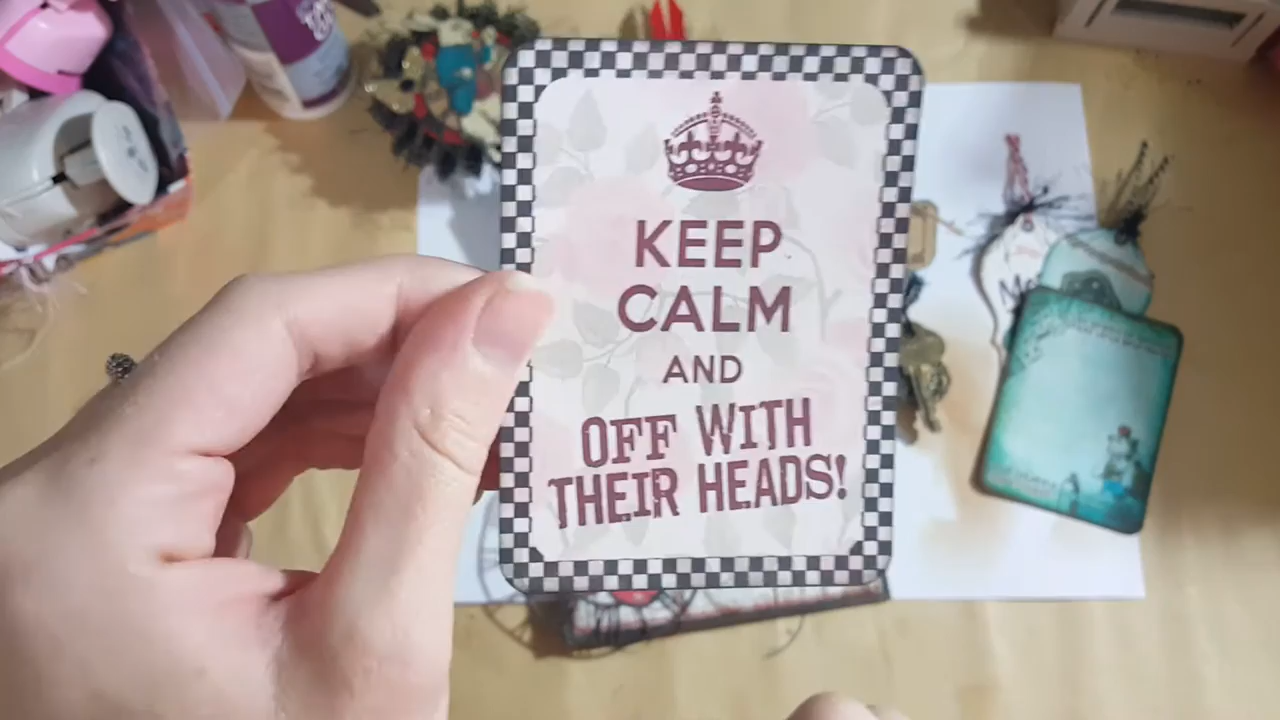 KEEP
CALM
AND
OFF WITH
THEIR HEADS!